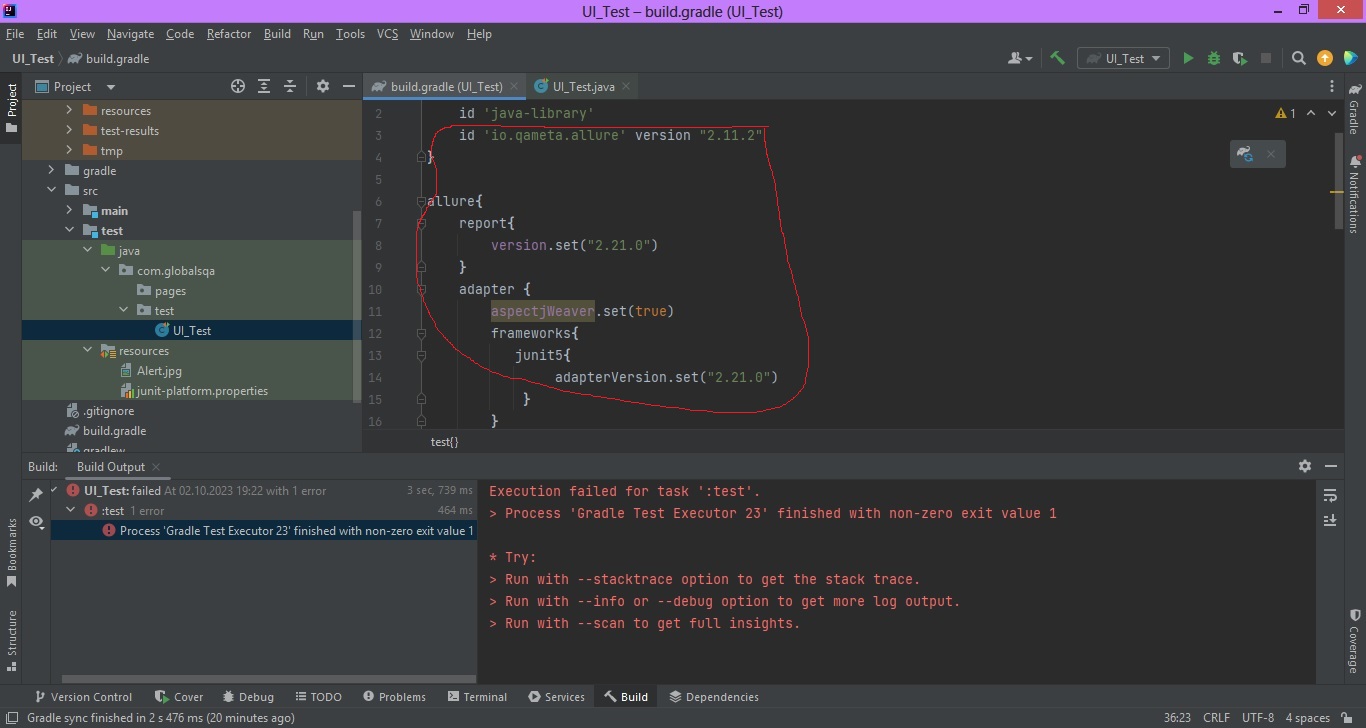 UI_Test – build.gradle (UI_Test)
File Edit View Navigate Code Refactor Build Run Tools VCS Window Help
UI_Test build.gradle
UI_Test
Project
build.gradle (UI_Test)
UI_Test.java
Project
resources
test-results
tmp
gradle
src
main
test
java
com.globalsqa
pages
test
UI_Test
resources
Alert.jpg
junit-platform.properties
.gitignore
build.gradle
gradlew
2 id 'java-library'
3 id 'io.qameta.allure' version "2.11.2"
4 }
5
6 allure{
7 report{
8 version.set("2.21.0")
9 }
10 adapter {
11 aspectjWeaver.set(true)
12 frameworks{
13 junit5{
14 adapterVersion.set("2.21.0")
15 }
16 }
1
test{}
Gradle
Notifications
Coverage
Bookmarks
Structure
Build: Build Output
UI_Test: failed At 02.10.2023 19:22 with 1 error 3 sec, 739 ms
:test 1 error 464 ms
Process 'Gradle Test Executor 23' finished with non-zero exit value 1
Execution failed for task ':test'.
> Process 'Gradle Test Executor 23' finished with non-zero exit value 1
* Try:
> Run with --stacktrace option to get the stack trace.
> Run with --info or --debug option to get more log output.
> Run with --scan to get full insights.
Version Control Cover Debug TODO Problems Terminal Services Build Dependencies
Gradle sync finished in 2 s 476 ms (20 minutes ago)
36:23 CRLF UTF-8 4 spaces